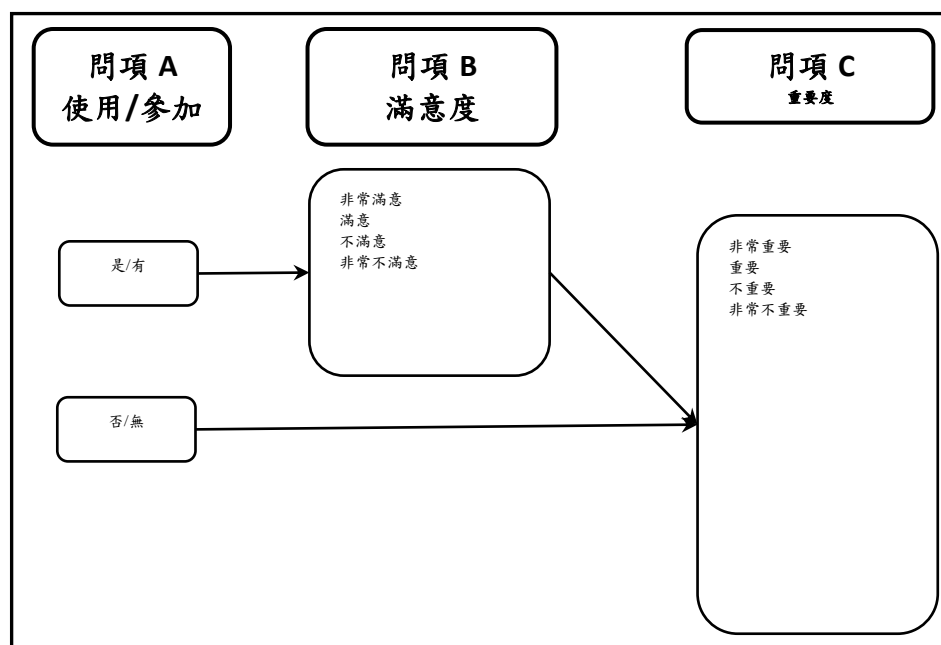 問項 A
使用/參加
問項 B
滿意度
問項 C
重要度
非常滿意
滿意
不滿意
非常不滿意
是/有
非常重要
重要
不重要
非常不重要
否/無